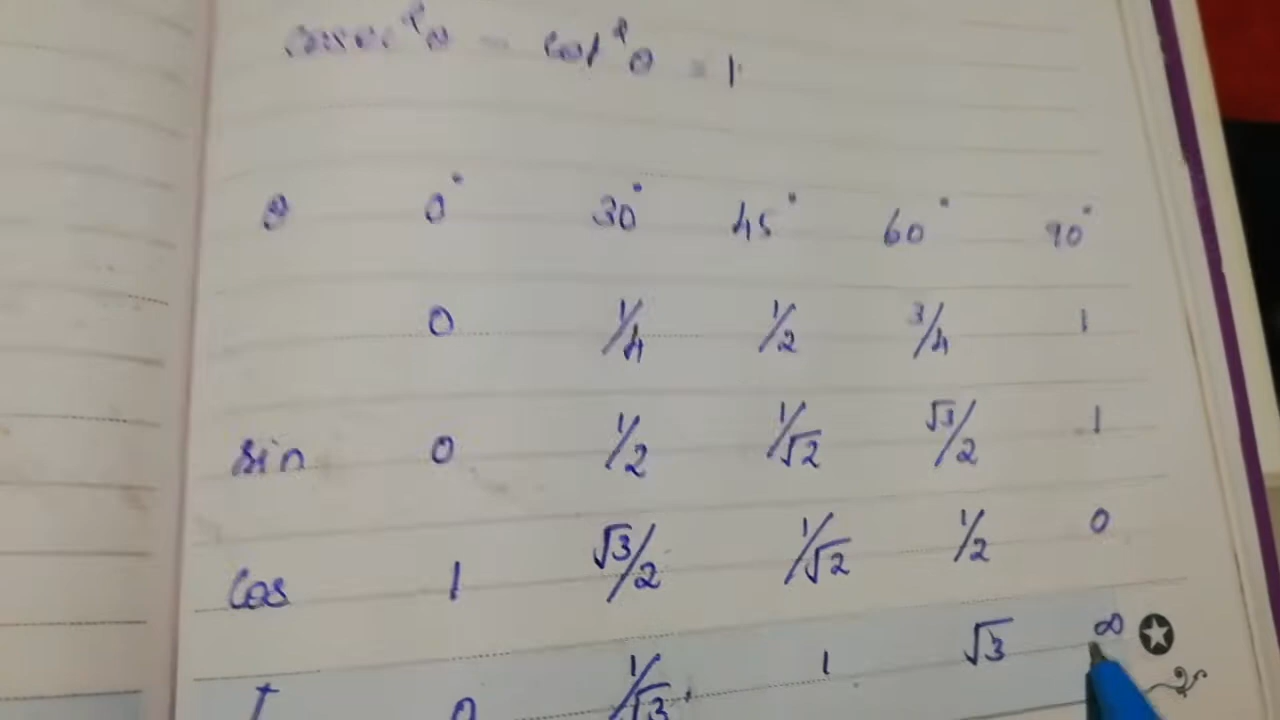 cosec²θ - cot²θ = 1
θ 0° 30° 45° 60° 90°
0 1/4 1/2 3/4 1
sin 0 1/2 1/√2 √3/2 1
cos 1 √3/2 1/√2 1/2 0
0 1/√3 1 √3 ∞